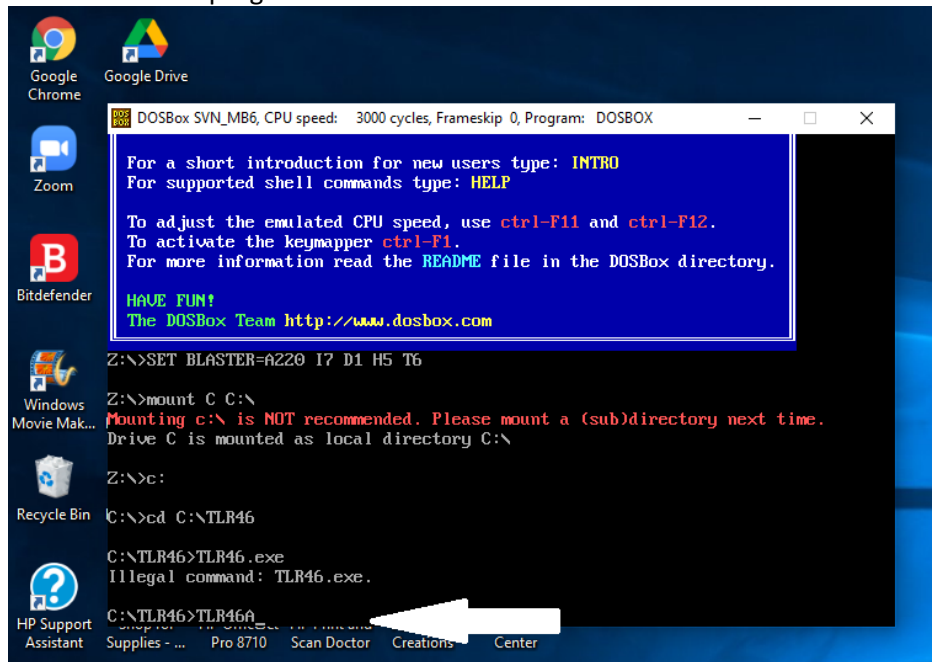 Google
Chrome
Google Drive
DOSBox SVN_MB6, CPU speed: 3000 cycles, Frameskip 0, Program: DOSBOX
For a short introduction for new users type: INTRO
For supported shell commands type: HELP
To adjust the emulated CPU speed, use ctrl-F11 and ctrl-F12.
To activate the keymapper ctrl-F1.
For more information read the README file in the DOSBox directory.
HAVE FUN!
The DOSBox Team http://www.dosbox.com
Zoom
Bitdefender
Windows
Movie Mak...
Recycle Bin
HP Support
Assistant
Z:\>SET BLASTER=A220 I7 D1 H5 T6
Z:\>mount C C:\
Mounting c:\ is NOT recommended. Please mount a (sub)directory next time.
Drive C is mounted as local directory C:\
Z:\>c:
C:\>cd C:\TLR46
C:\TLR46>TLR46.exe
Illegal command: TLR46.exe.
C:\TLR46>TLR46A_
Supplies - ...
Pro 8710
Scan Doctor
Creations
Center